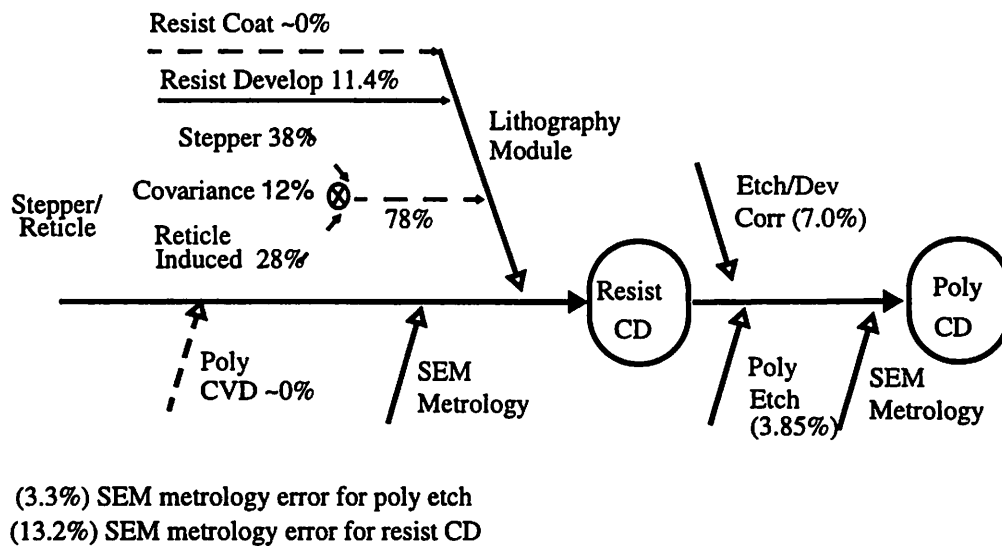 Resist Coat ~0%
Resist Develop 11.4%
Stepper 38%
Covariance 12%
78%
Reticle
Induced 28%
Stepper/
Reticle
Lithography
Module
Etch/Dev
Corr (7.0%)
Resist
CD
Poly
CD
Poly
CVD ~0%
SEM
Metrology
Poly
Etch
(3.85%)
SEM
Metrology
(3.3%) SEM metrology error for poly etch
(13.2%) SEM metrology error for resist CD